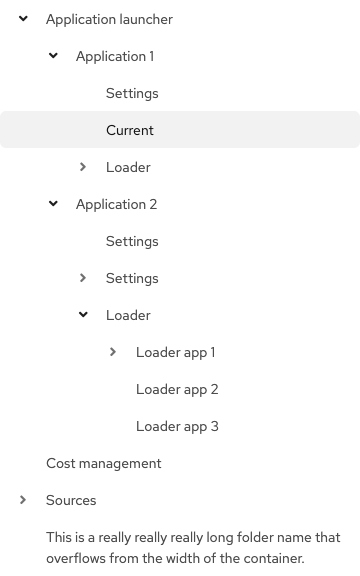 Application launcher
Application 1
Settings
Current
Loader
Application 2
Settings
Settings
Loader
Loader app 1
Loader app 2
Loader app 3
Cost management
Sources
This is a really really really long folder name that
overflows from the width of the container.